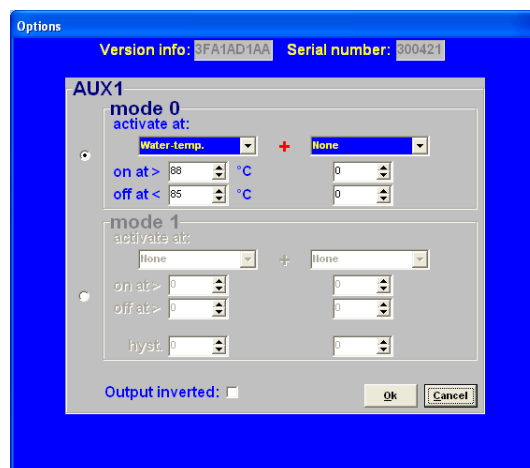 Options
Version info: 3FA1AD1AA Serial number: 300421
AUX1
mode 0
activate at:
Water-temp. + None
on at > 88 °C 0
off at < 85 °C 0
mode 1
activate at:
None + None
on at > 0 0
off at > 0 0
hyst. 0 0
Output inverted:
Ok Cancel